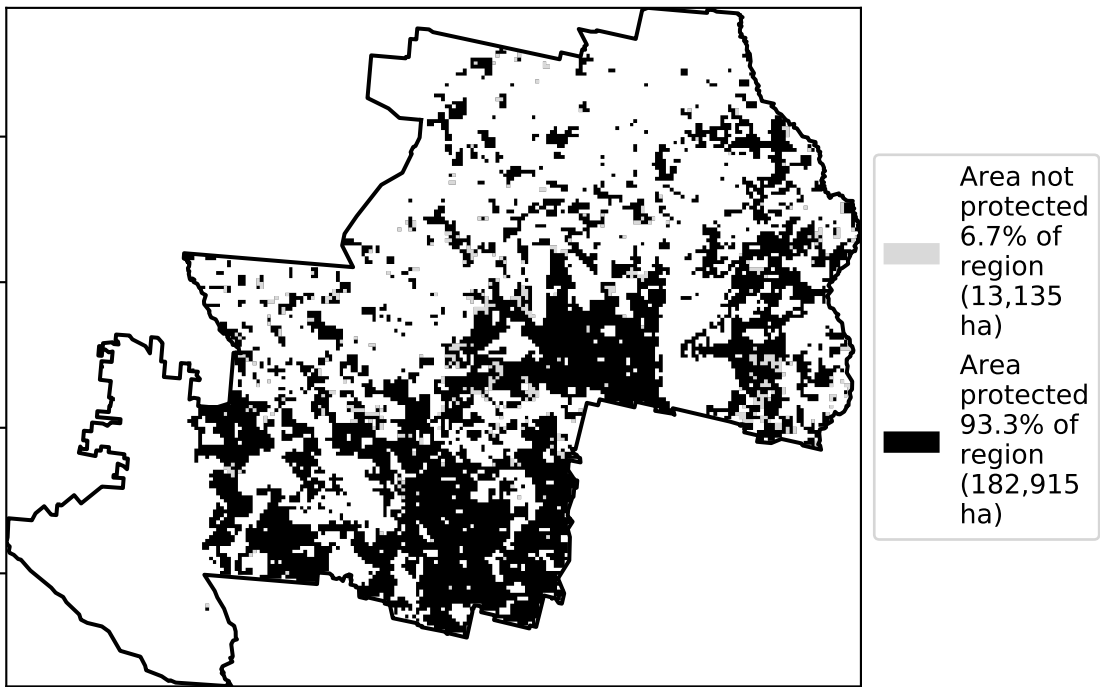 Area not
protected
6.7% of
region
(13,135
ha)
Area
protected
93.3% of
region
(182,915
ha)